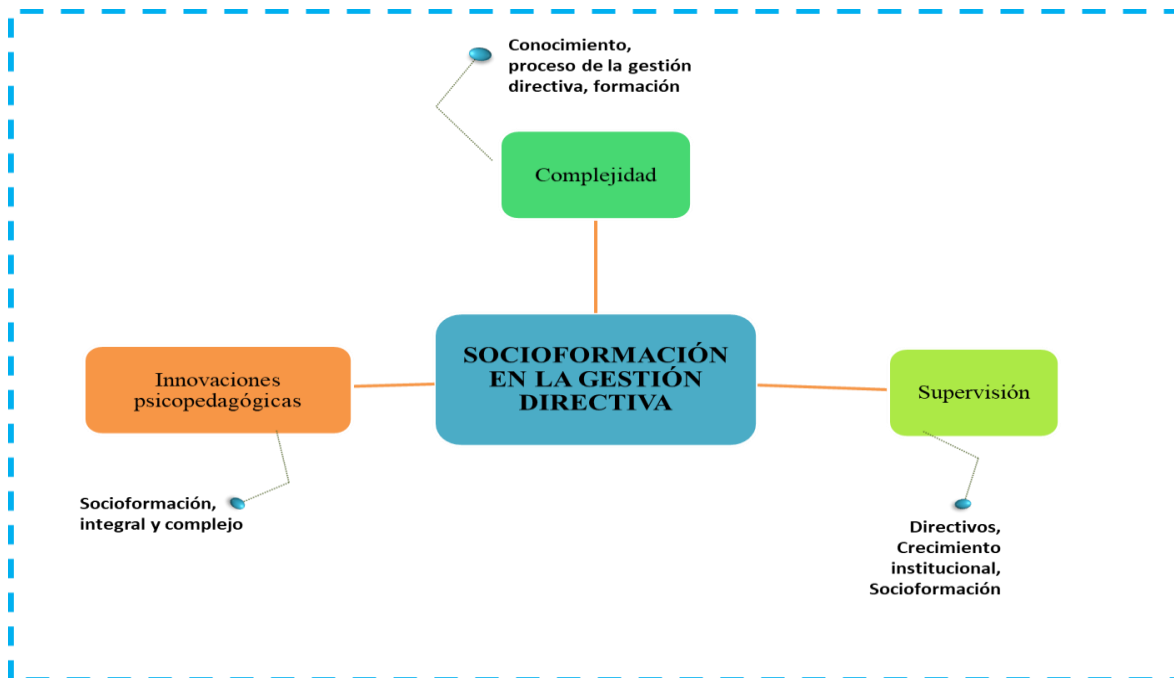 Conocimiento,
proceso de la gestión
directiva, formación
Complejidad
SOCIOFORMACIÓN
EN LA GESTIÓN
DIRECTIVA
Innovaciones
psicopedagógicas
Supervisión
Socioformación,
integral y complejo
Directivos,
Crecimiento
institucional,
Socioformación